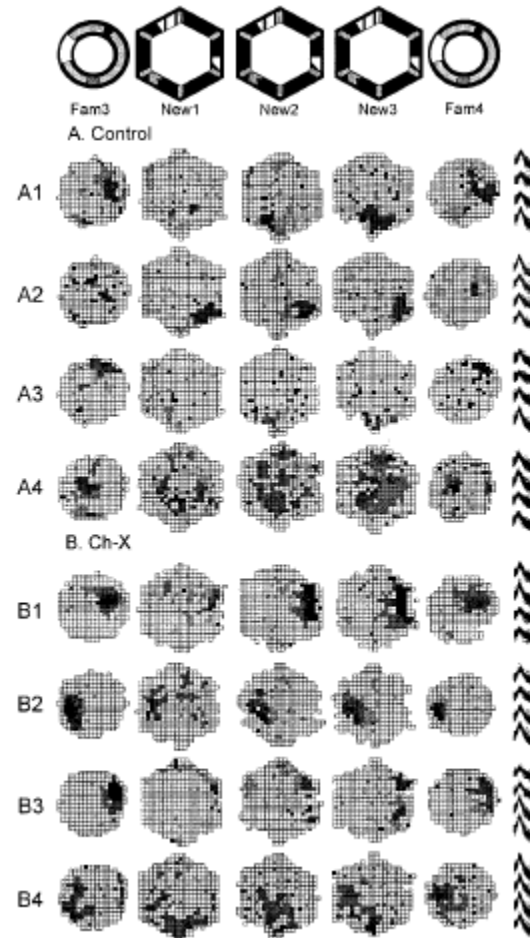 Fam3 New1 New2 New3 Fam4
A. Control
A1
A2
A3
A4
B. Ch-X
B1
B2
B3
B4